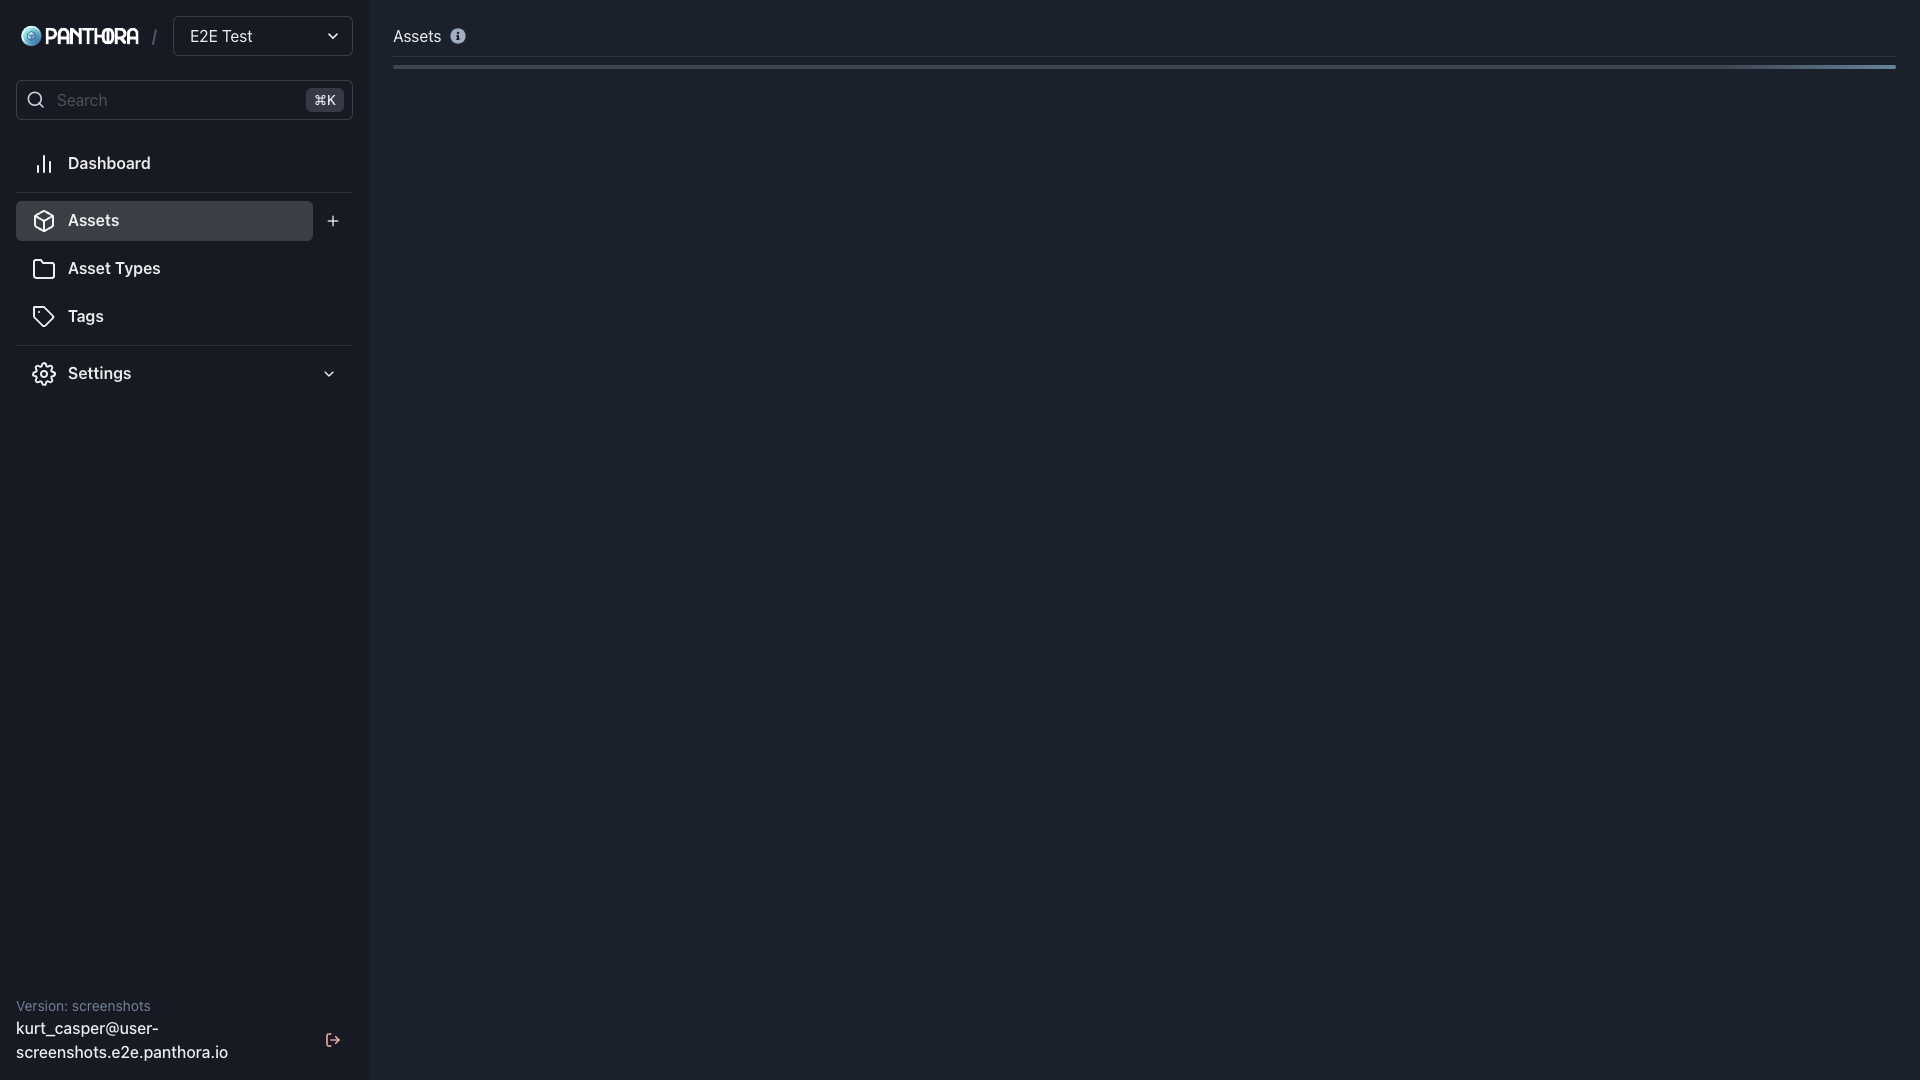 PANTHORA / E2E Test
Search ⌘K
Dashboard
Assets
Asset Types
Tags
Settings
Version: screenshots
kurt_casper@user-
screenshots.e2e.panthora.io
Assets